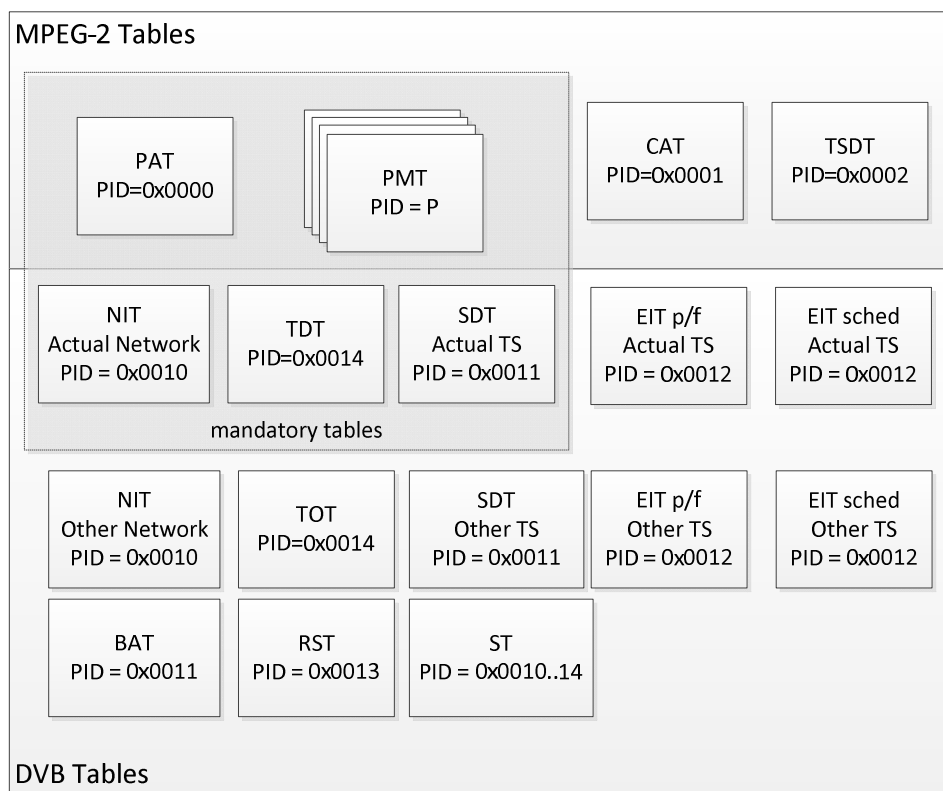 MPEG-2 Tables
PAT
PID=0x0000
PMT
PID = P
CAT
PID=0x0001
TSDT
PID=0x0002
NIT
Actual Network
PID = 0x0010
TDT
PID=0x0014
SDT
Actual TS
PID = 0x0011
EIT p/f
Actual TS
PID = 0x0012
EIT sched
Actual TS
PID = 0x0012
mandatory tables
NIT
Other Network
PID = 0x0010
TOT
PID=0x0014
SDT
Other TS
PID = 0x0011
EIT p/f
Other TS
PID = 0x0012
EIT sched
Other TS
PID = 0x0012
BAT
PID = 0x0011
RST
PID = 0x0013
ST
PID = 0x0010..14
DVB Tables